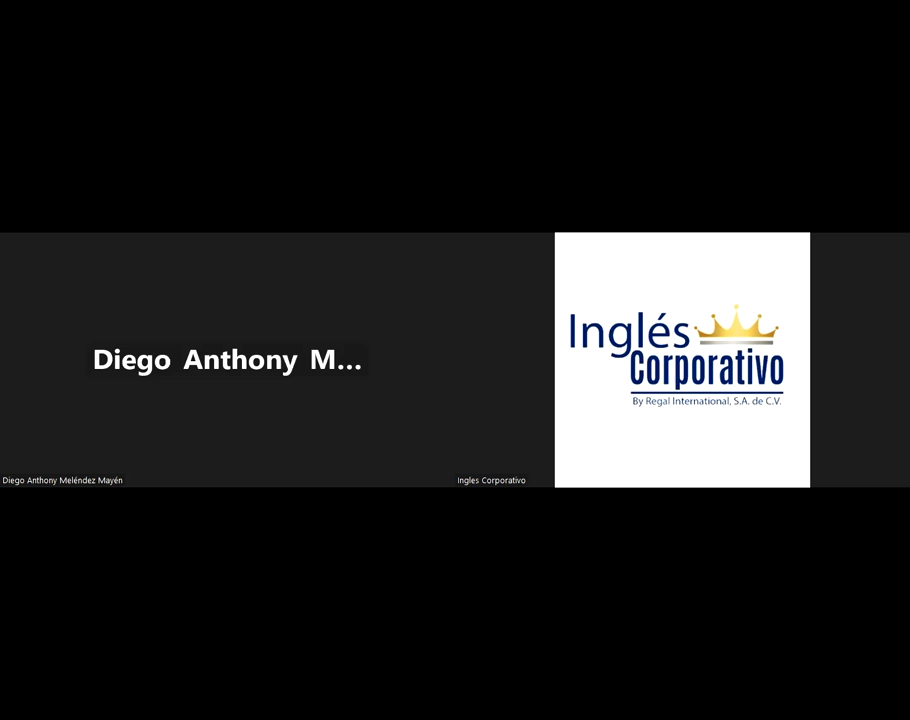 Diego Anthony M...
Inglés
Corporativo
By Regal International, S.A. de C.V.
Diego Anthony Meléndez Mayén
Ingles Corporativo